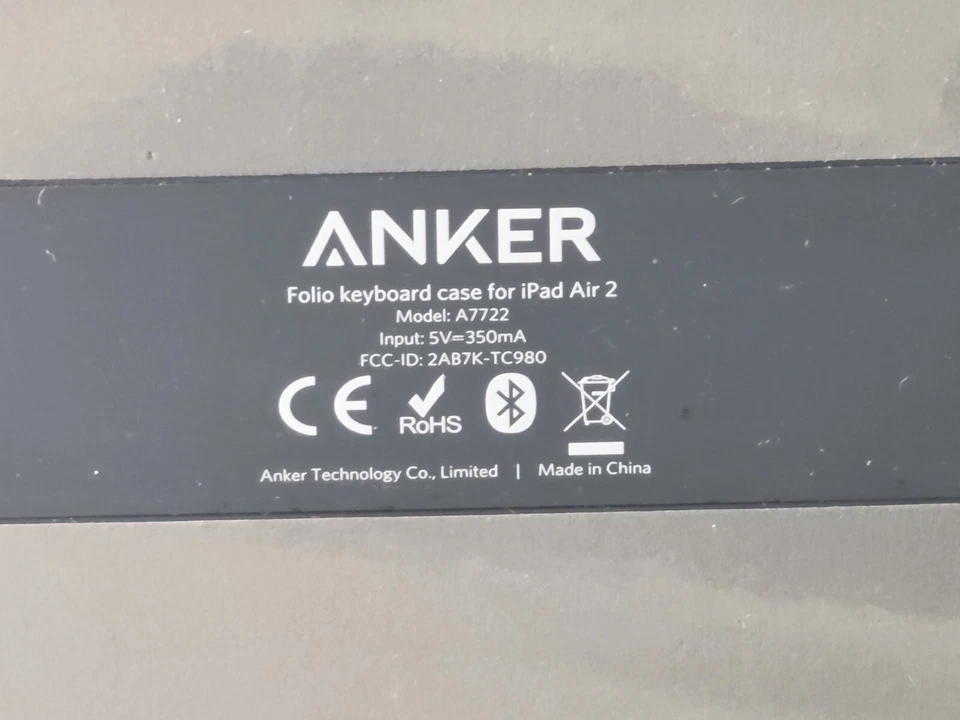 ANKER
Folio keyboard case for iPad Air 2
Model: A7722
Input: 5V=350mA
FCC-ID: 2AB7K-TC980
CE RoHS
Anker Technology Co., Limited | Made in China